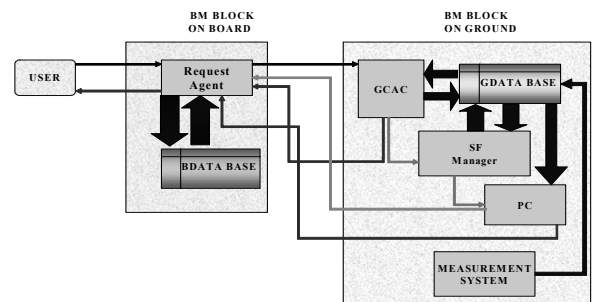 BM BLOCK
ON BOARD
BM BLOCK
ON GROUND
USER
Request
Agent
BDATA BASE
GCAC
GDATA BASE
SF
Manager
PC
MEASUREMENT
SYSTEM